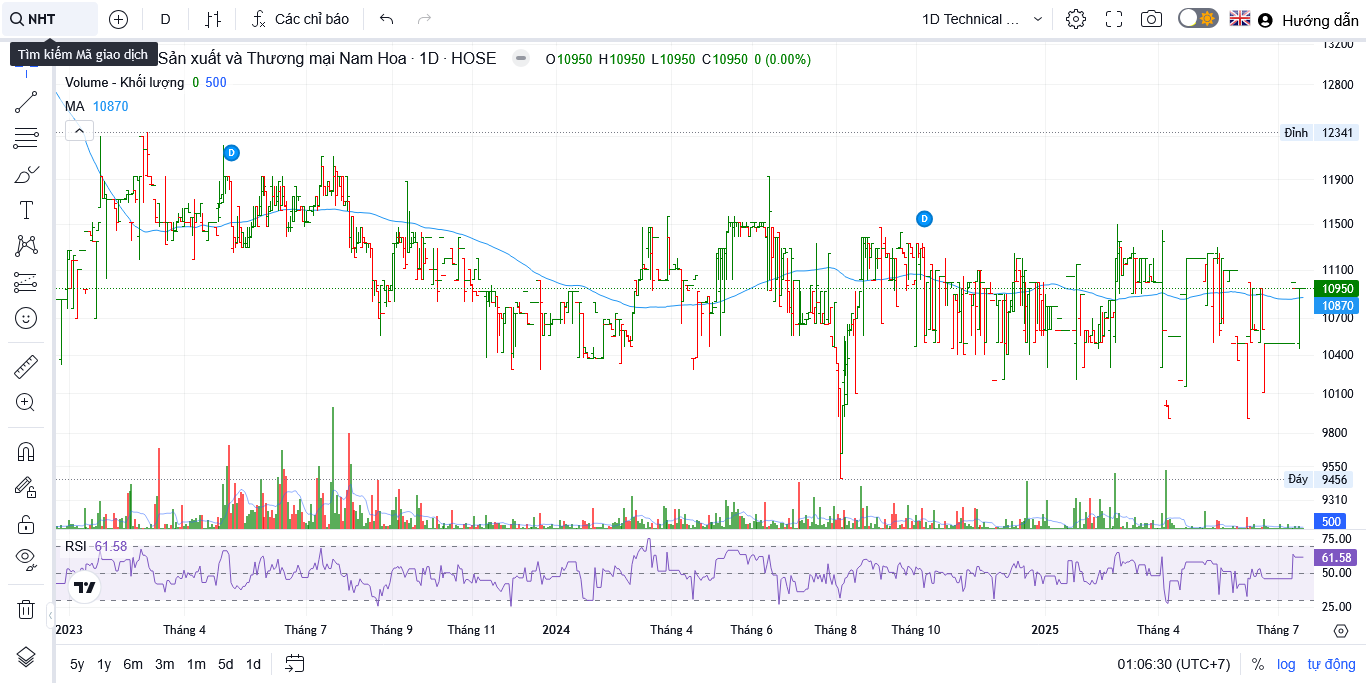 NHT
D
Các chỉ báo
1D Technical ...
Hướng dẫn
Tìm kiếm Mã giao dịch
Sản xuất và Thương mại Nam Hoa · 1D · HOSE
O10950 H10950 L10950 C10950 0 (0.00%)
Volume - Khối lượng 0 500
MA 10870
D
D
13200
12800
Đỉnh 12341
11900
11500
11100
10950
10870
10700
10400
10100
9800
9550
Đáy 9456
9310
500
RSI 61.58
75.00
61.58
50.00
25.00
2023 Tháng 4 Tháng 7 Tháng 9 Tháng 11 2024 Tháng 4 Tháng 6 Tháng 8 Tháng 10 2025 Tháng 4 Tháng 7
5y 1y 6m 3m 1m 5d 1d
01:06:30 (UTC+7) % log tự động